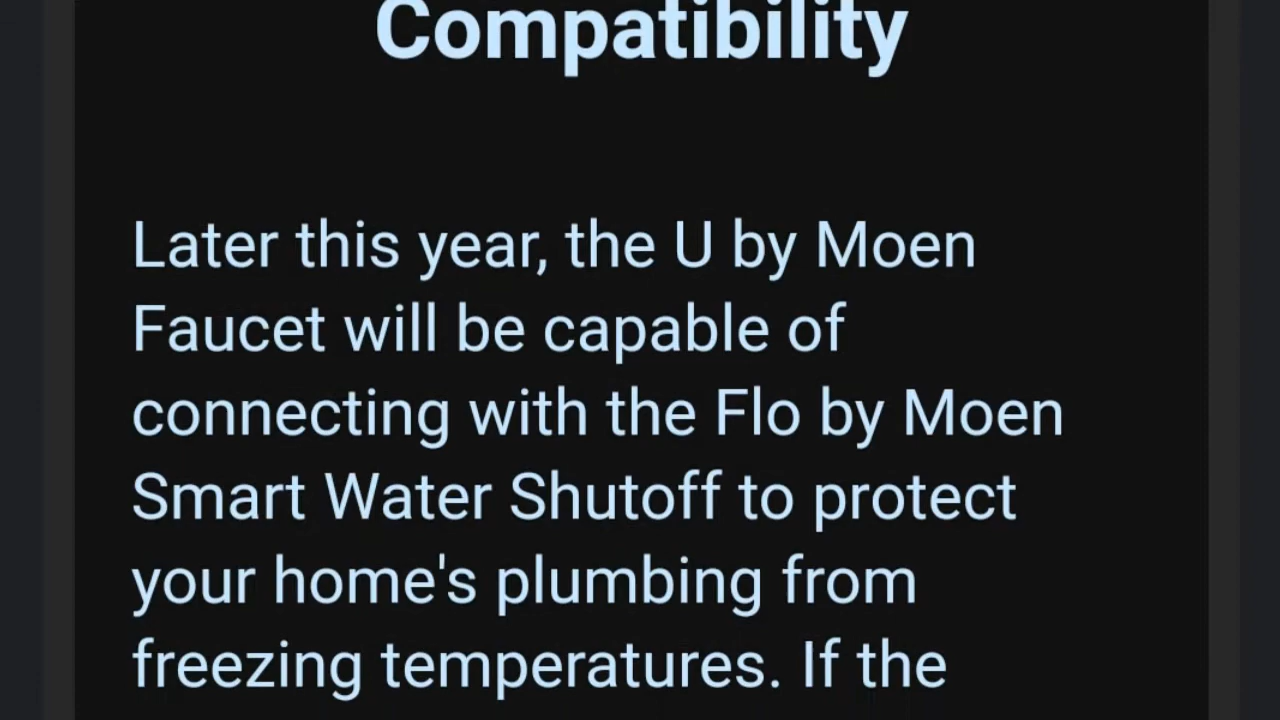 Compatibility
Later this year, the U by Moen
Faucet will be capable of
connecting with the Flo by Moen
Smart Water Shutoff to protect
your home's plumbing from
freezing temperatures. If the